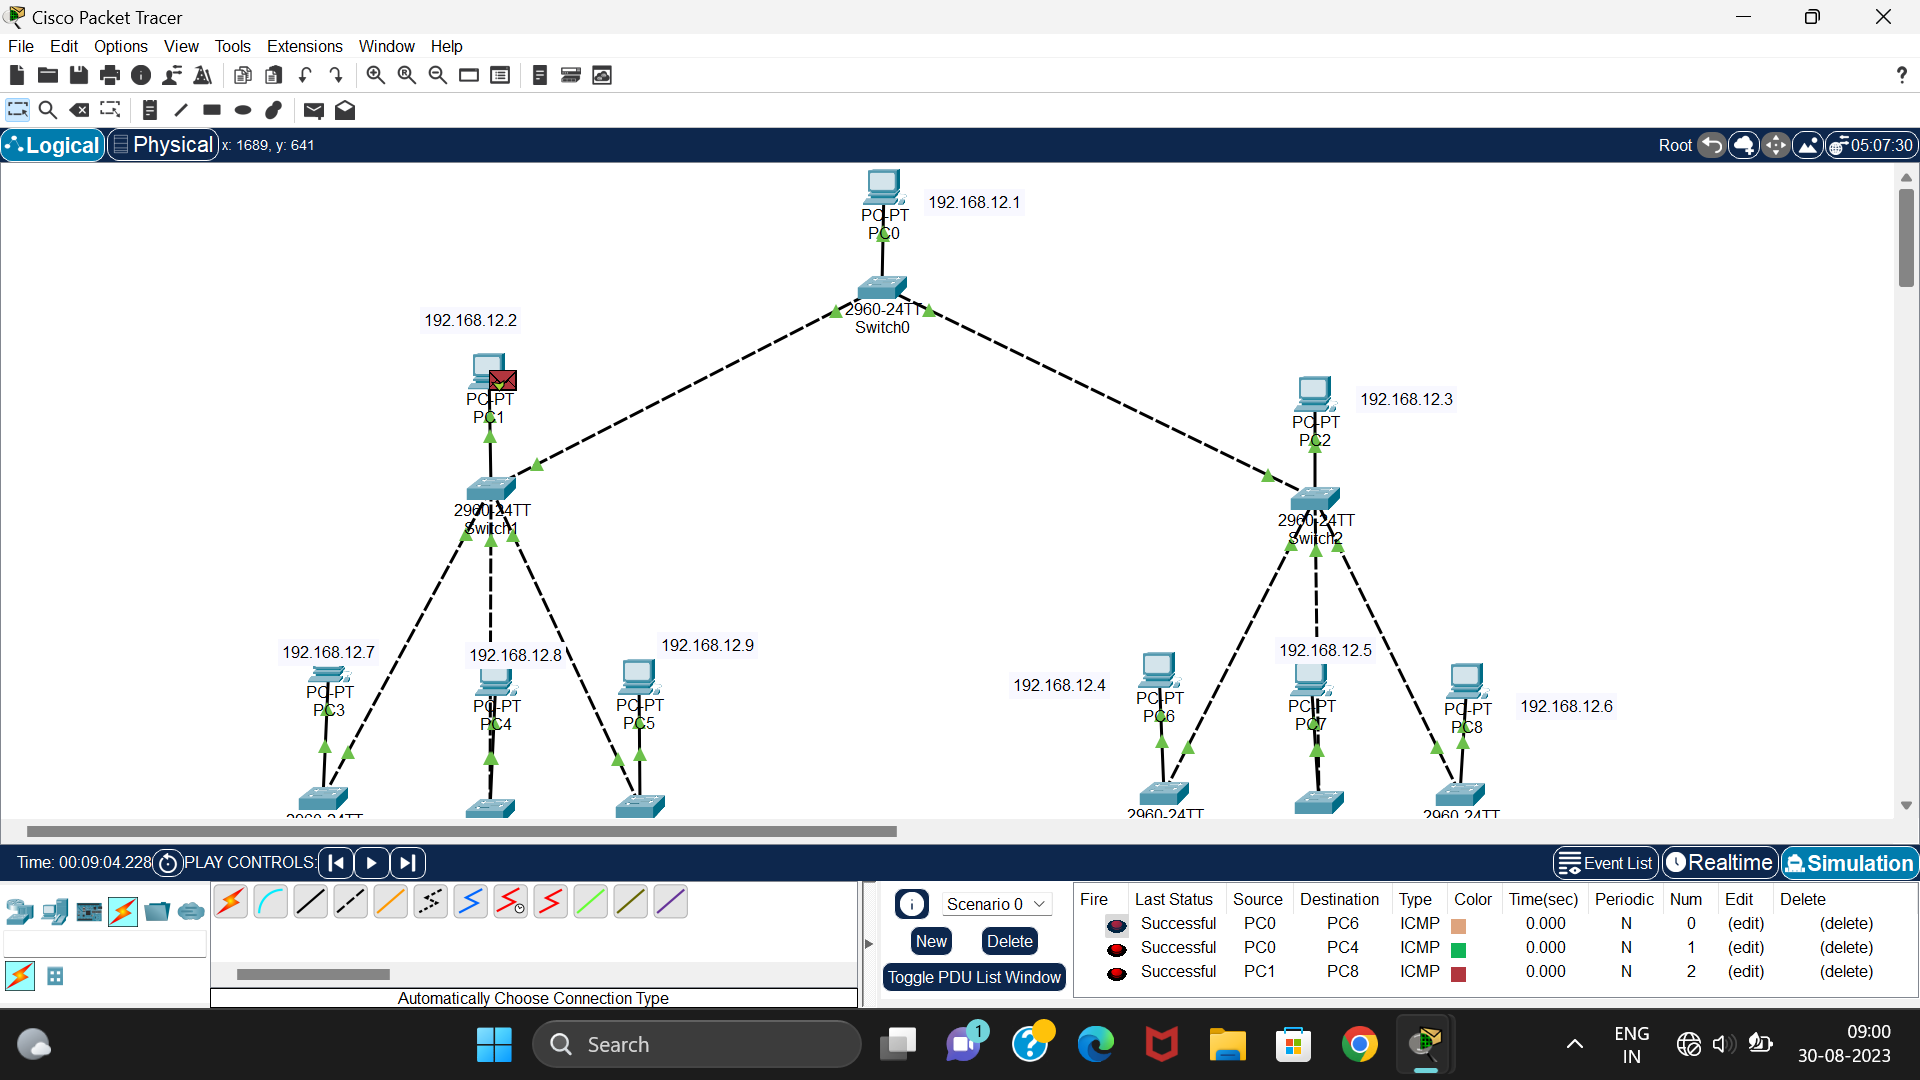 Cisco Packet Tracer
File Edit Options View Tools Extensions Window Help
?
Logical Physical x: 1689, y: 641 Root 05:07:30
PC-PT
PC0
192.168.12.1
2960-24TT
Switch0
192.168.12.2
PC-PT
PC1
192.168.12.3
PC-PT
PC2
2960-24TT
Switch1
2960-24TT
Switch2
192.168.12.7
PC-PT
PC3
192.168.12.8
PC-PT
PC4
192.168.12.9
PC-PT
PC5
192.168.12.4
PC-PT
PC6
192.168.12.5
PC-PT
PC7
192.168.12.6
PC-PT
PC8
2960-24TT
2960-24TT
2960-24TT
Time: 00:09:04.228 PLAY CONTROLS: Event List Realtime Simulation
Scenario 0
New Delete
Toggle PDU List Window
Automatically Choose Connection Type
Fire Last Status Source Destination Type Color Time(sec) Periodic Num Edit Delete
Successful PC0 PC6 ICMP 0.000 N 0 (edit) (delete)
Successful PC0 PC4 ICMP 0.000 N 1 (edit) (delete)
Successful PC1 PC8 ICMP 0.000 N 2 (edit) (delete)
Search
1
ENG
IN
09:00
30-08-2023